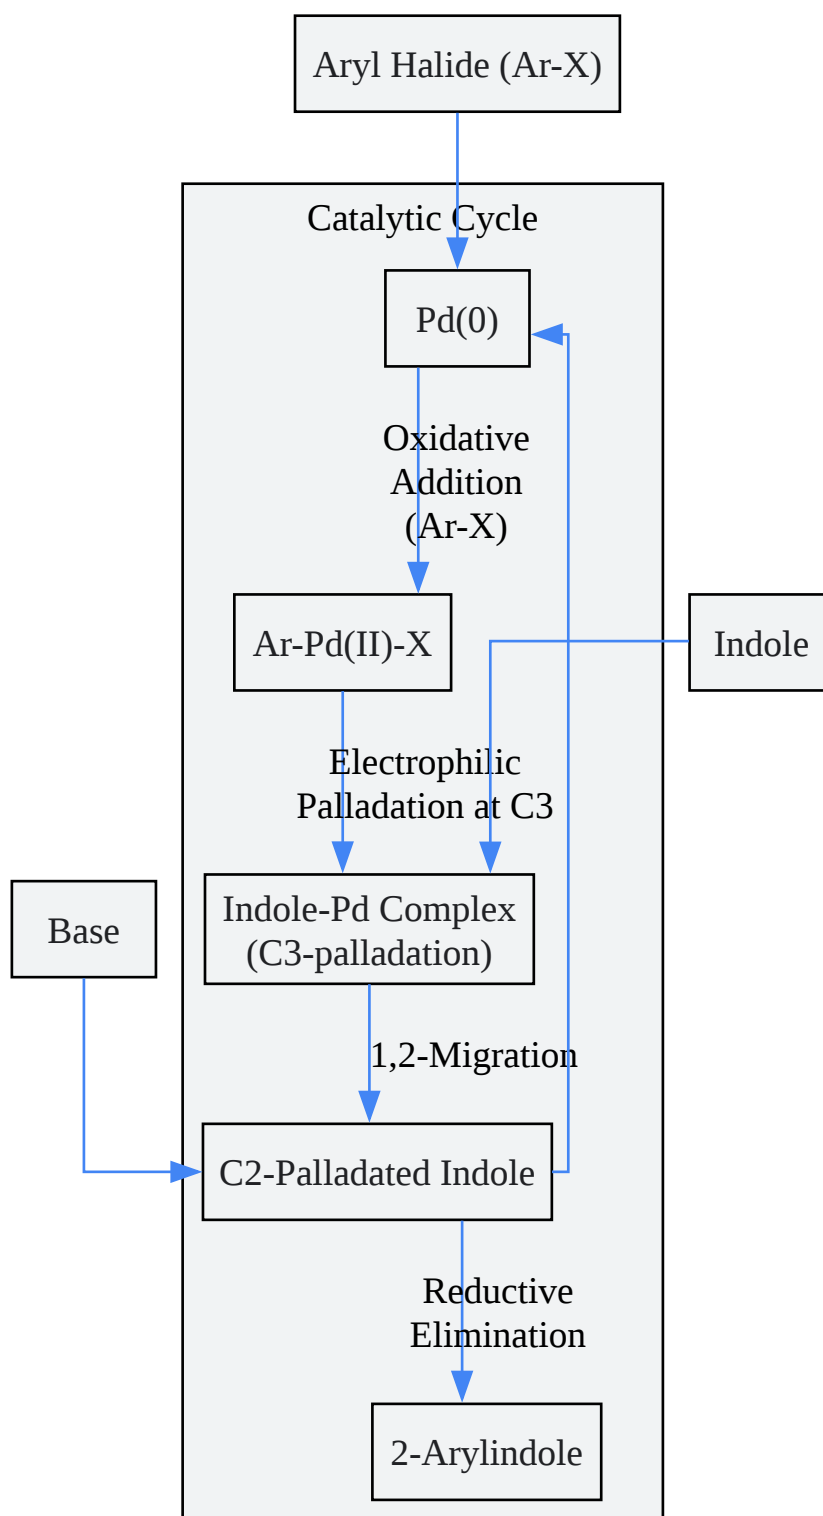 Aryl Halide (Ar-X)
Catalytic Cycle
Pd(0)
Oxidative
Addition
(Ar-X)
Ar-Pd(II)-X
Indole
Electrophilic
Palladation at C3
Indole-Pd Complex
(C3-palladation)
Base
1,2-Migration
C2-Palladated Indole
Reductive
Elimination
2-Arylindole